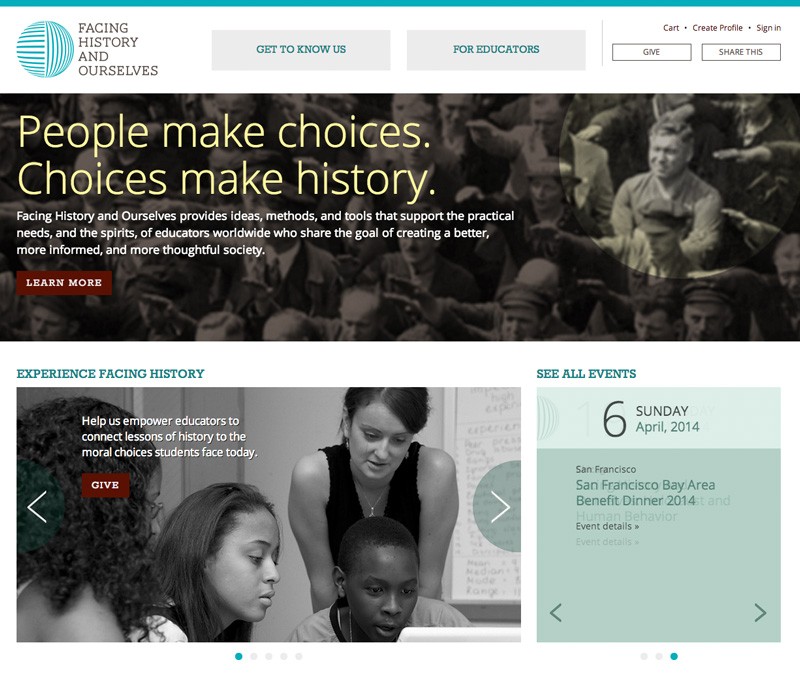 FACING
HISTORY
AND
OURSELVES
GET TO KNOW US
FOR EDUCATORS
Cart • Create Profile • Sign in
GIVE
SHARE THIS
People make choices.
Choices make history.
Facing History and Ourselves provides ideas, methods, and tools that support the practical
needs, and the spirits, of educators worldwide who share the goal of creating a better,
more informed, and more thoughtful society.
LEARN MORE
EXPERIENCE FACING HISTORY
Help us empower educators to
connect lessons of history to the
moral choices students face today.
GIVE
SEE ALL EVENTS
6
SUNDAY
April, 2014
San Francisco
San Francisco Bay Area
Benefit Dinner 2014
and
Human Behavior
Event details »
Event details »